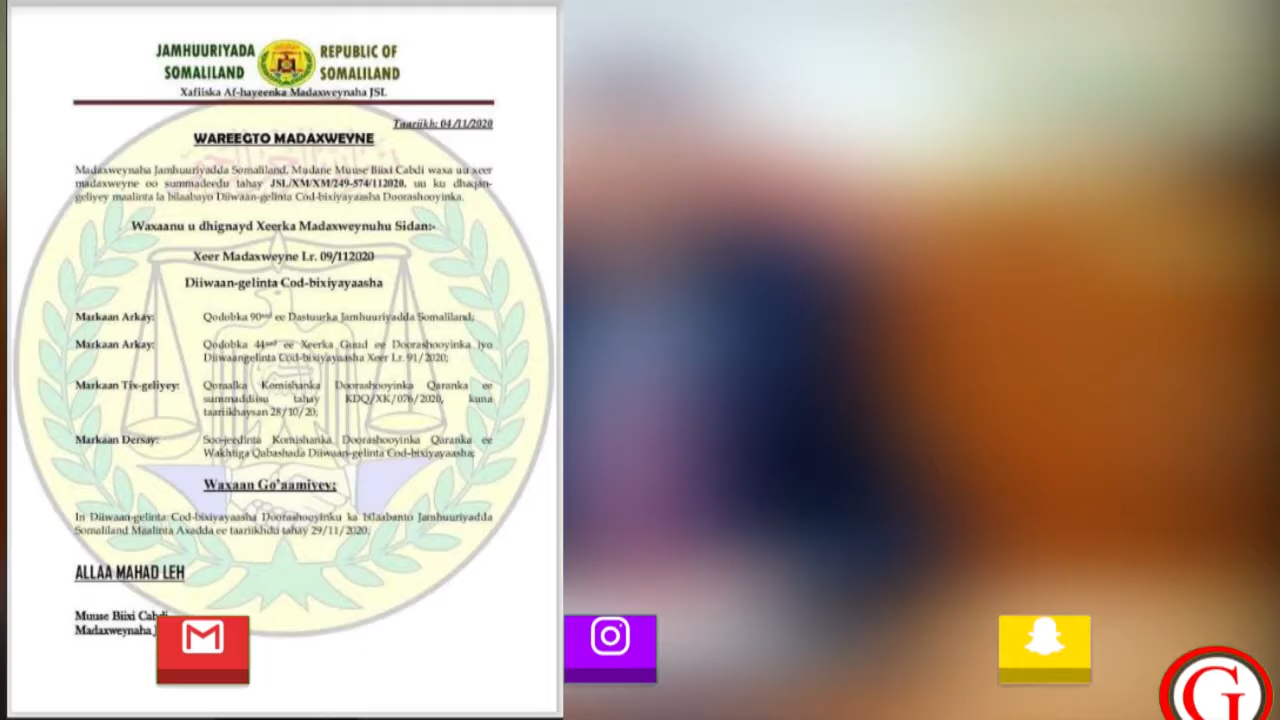 JAMHUURIYADA SOMALILAND
REPUBLIC OF SOMALILAND
Xafiiska Af-hayeenka Madaxweynaha JSL
Taariikh: 04/11/2020
WAREEGTO MADAXWEYNE
Madaxweynaha Jamhuuriyadda Somaliland, Mudane Muuse Biixi Cabdi waxa uu xeer
madaxweyne oo summadeedu tahay JSL/XM/XM/249-574/112020, uu ku dhaqan-
geliyey maalinta la bilaabayo Diiwaan-gelinta Cod-bixiyayaasha Doorashooyinka.
Waxaanu u dhignayd Xeerka Madaxweynuhu Sidan:-
Xeer Madaxweyne Lr. 09/112020
Diiwaan-gelinta Cod-bixiyayaasha
Markaan Arkay: Qodobka 90aad ee Dastuurka Jamhuuriyadda Somaliland;
Markaan Arkay: Qodobka 44aad ee Xeerka Guud ee Doorashooyinka iyo
Diiwaangelinta Cod-bixiyayaasha Xeer Lr. 91/2020;
Markaan Tix-geliyey: Qoraalka Komishanka Doorashooyinka Qaranka ee
summaddiisu tahay KDQ/XK/076/2020, kuna
taariikhaysan 28/10/20;
Markaan Dersay: Soo-jeedinta Komishanka Doorashooyinka Qaranka ee
Wakhtiga Qabashada Diiwaan-gelinta Cod-bixiyayaasha;
Waxaan Go'aamiyey;
In Diiwaan-gelinta Cod-bixiyayaasha Doorashooyinku ka bilaabanto Jamhuuriyadda
Somaliland Maalinta Axadda ee taariikhdu tahay 29/11/2020.
ALLAA MAHAD LEH
Muuse Biixi Cabdi
Madaxweynaha
G